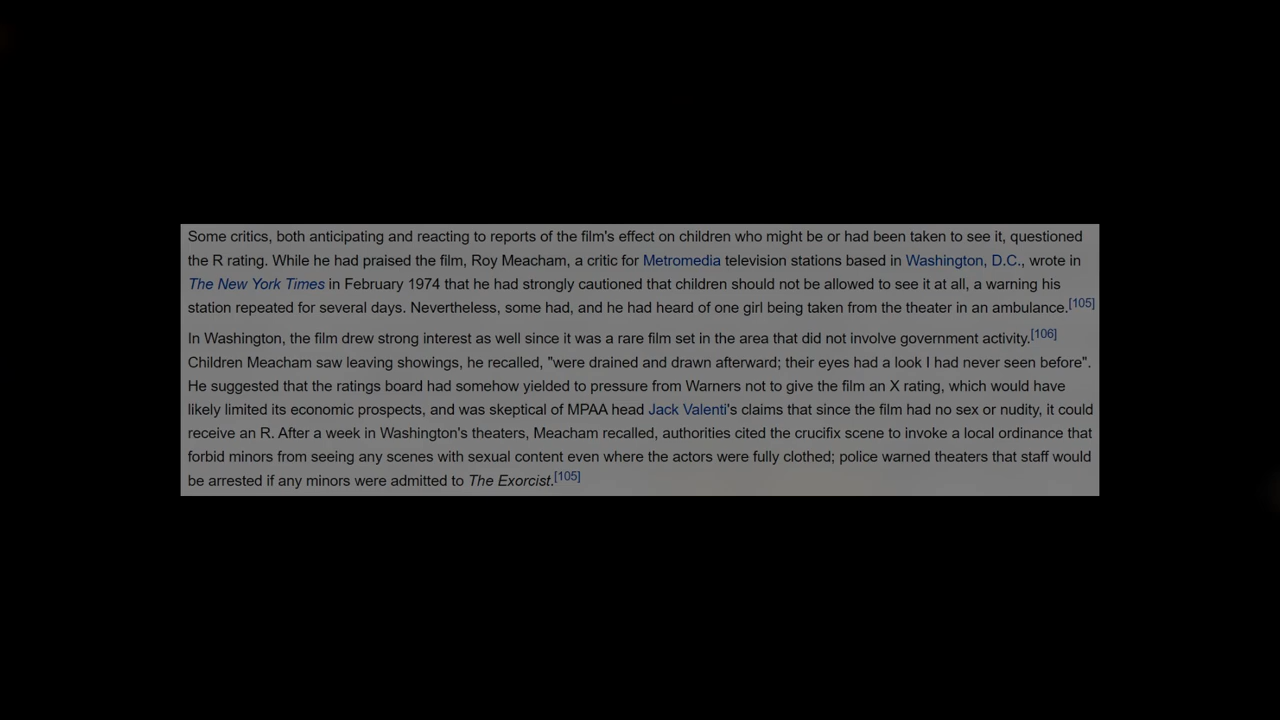 Some critics, both anticipating and reacting to reports of the film's effect on children who might be or had been taken to see it, questioned
the R rating. While he had praised the film, Roy Meacham, a critic for Metromedia television stations based in Washington, D.C., wrote in
The New York Times in February 1974 that he had strongly cautioned that children should not be allowed to see it at all, a warning his
station repeated for several days. Nevertheless, some had, and he had heard of one girl being taken from the theater in an ambulance.[105]
In Washington, the film drew strong interest as well since it was a rare film set in the area that did not involve government activity.[106]
Children Meacham saw leaving showings, he recalled, "were drained and drawn afterward; their eyes had a look I had never seen before".
He suggested that the ratings board had somehow yielded to pressure from Warners not to give the film an X rating, which would have
likely limited its economic prospects, and was skeptical of MPAA head Jack Valenti's claims that since the film had no sex or nudity, it could
receive an R. After a week in Washington's theaters, Meacham recalled, authorities cited the crucifix scene to invoke a local ordinance that
forbid minors from seeing any scenes with sexual content even where the actors were fully clothed; police warned theaters that staff would
be arrested if any minors were admitted to The Exorcist.[105]